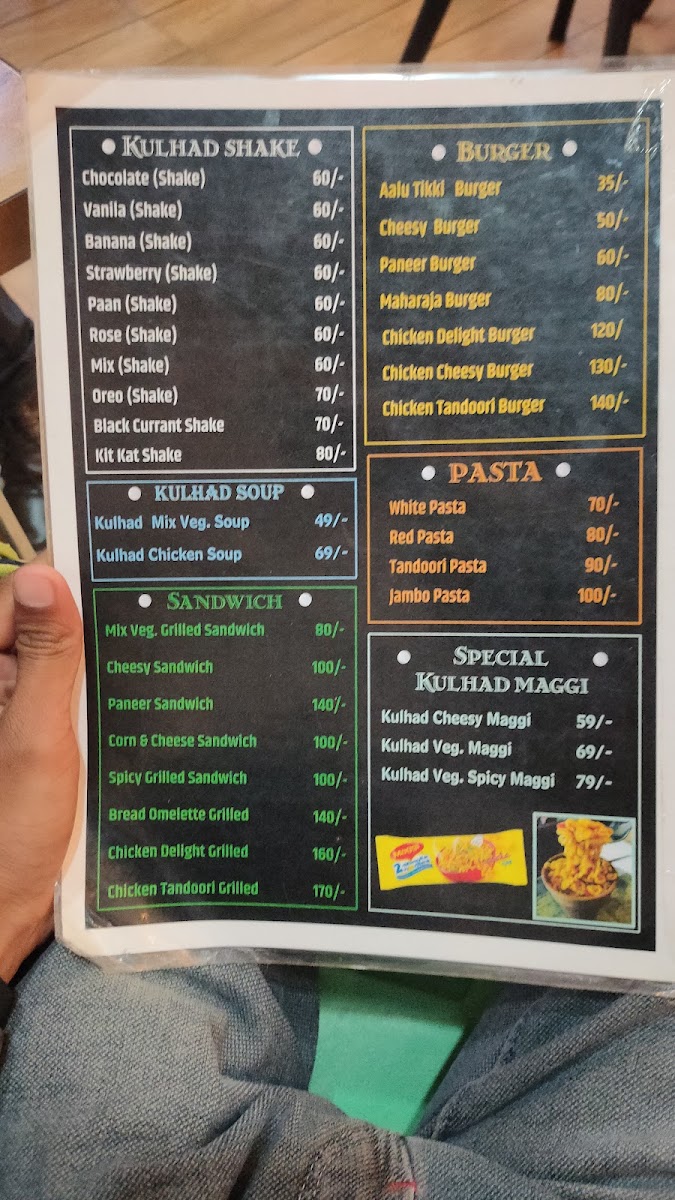 KULHAD SHAKE
Chocolate (Shake) 60/-
Vanila (Shake) 60/-
Banana (Shake) 60/-
Strawberry (Shake) 60/-
Paan (Shake) 60/-
Rose (Shake) 60/-
Mix (Shake) 60/-
Oreo (Shake) 70/-
Black Currant Shake 70/-
Kit Kat Shake 80/-
KULHAD SOUP
Kulhad Mix Veg. Soup 49/-
Kulhad Chicken Soup 69/-
SANDWICH
Mix Veg. Grilled Sandwich 80/-
Cheesy Sandwich 100/-
Paneer Sandwich 140/-
Corn & Cheese Sandwich 100/-
Spicy Grilled Sandwich 100/-
Bread Omelette Grilled 140/-
Chicken Delight Grilled 160/-
Chicken Tandoori Grilled 170/-
BURGER
Aalu Tikki Burger 35/-
Cheesy Burger 50/-
Paneer Burger 60/-
Maharaja Burger 80/-
Chicken Delight Burger 120/
Chicken Cheesy Burger 130/-
Chicken Tandoori Burger 140/-
PASTA
White Pasta 70/-
Red Pasta 80/-
Tandoori Pasta 90/-
Jambo Pasta 100/-
SPECIAL
KULHAD MAGGI
Kulhad Cheesy Maggi 59/-
Kulhad Veg. Maggi 69/-
Kulhad Veg. Spicy Maggi 79/-
MAGGI
2